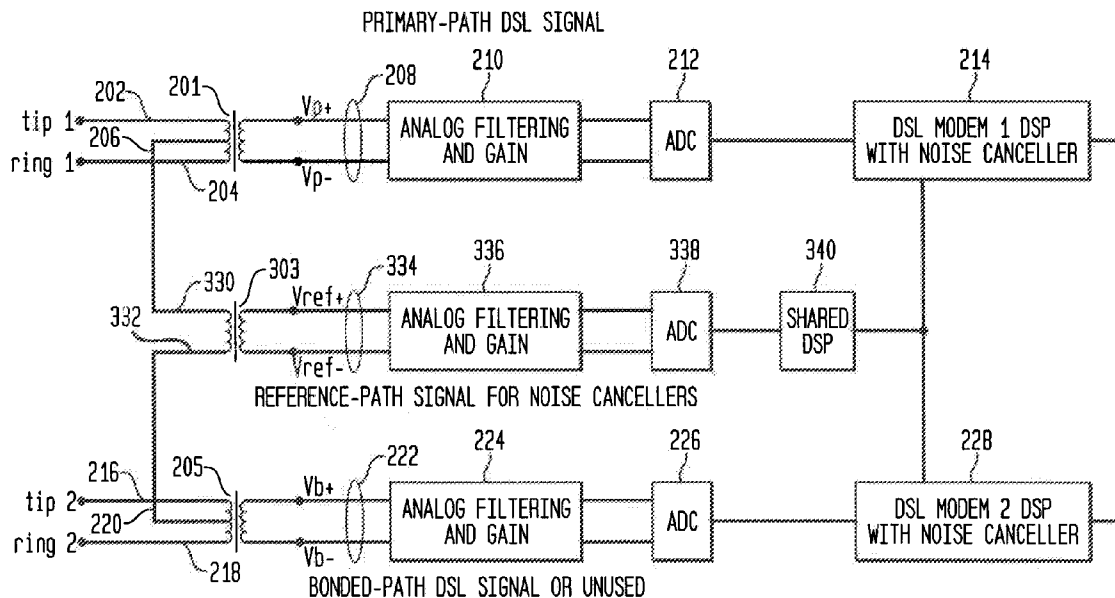 PRIMARY-PATH DSL SIGNAL
202
201
Vp+
208
210
212
214
tip 1
206
ANALOG FILTERING
AND GAIN
ADC
DSL MODEM 1 DSP
WITH NOISE CANCELLER
ring 1
204
Vp-
330
303
Vref+
334
336
338
340
332
ANALOG FILTERING
AND GAIN
ADC
SHARED
DSP
Vref-
REFERENCE-PATH SIGNAL FOR NOISE CANCELLERS
216
205
Vb+
222
224
226
228
tip 2
220
ANALOG FILTERING
AND GAIN
ADC
DSL MODEM 2 DSP
WITH NOISE CANCELLER
ring 2
218
Vb-
BONDED-PATH DSL SIGNAL OR UNUSED